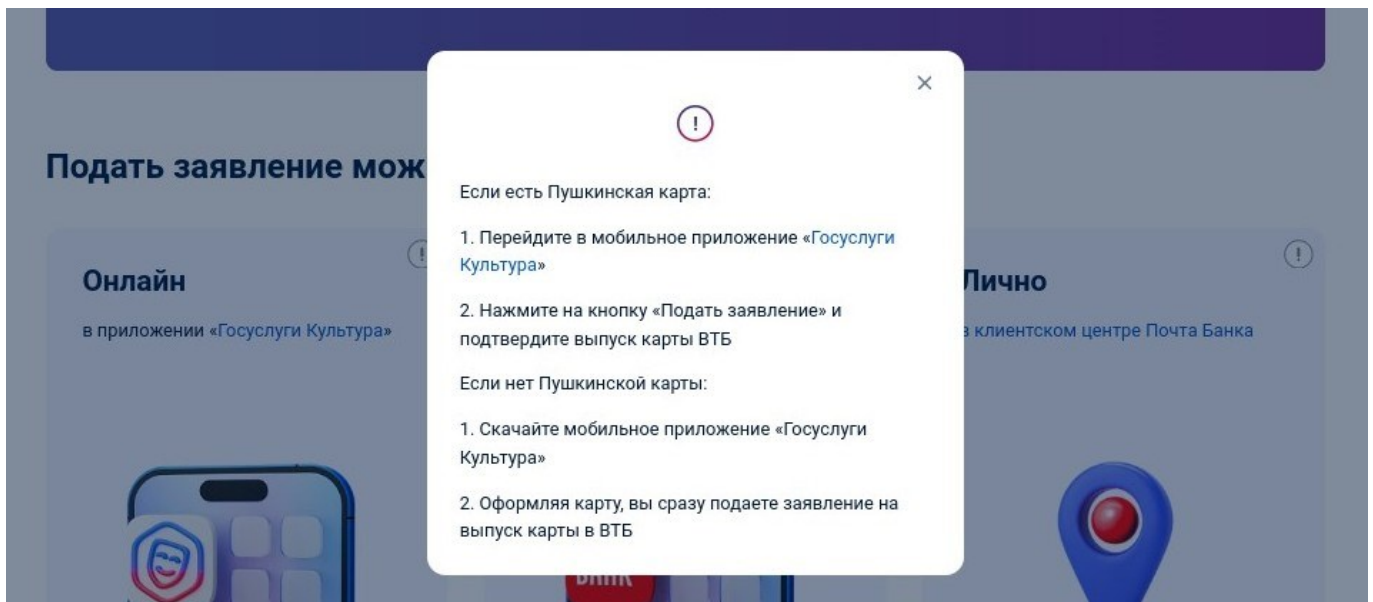 Подать заявление мож
Если есть Пушкинская карта:
1. Перейдите в мобильное приложение «Госуслуги
Культура»
2. Нажмите на кнопку «Подать заявление» и
подтвердите выпуск карты ВТБ
Если нет Пушкинской карты:
1. Скачайте мобильное приложение «Госуслуги
Культура»
2. Оформляя карту, вы сразу подаете заявление на
выпуск карты в ВТБ
Онлайн
в приложении «Госуслуги Культура»
Лично
в клиентском центре Почта Банка
БАНК